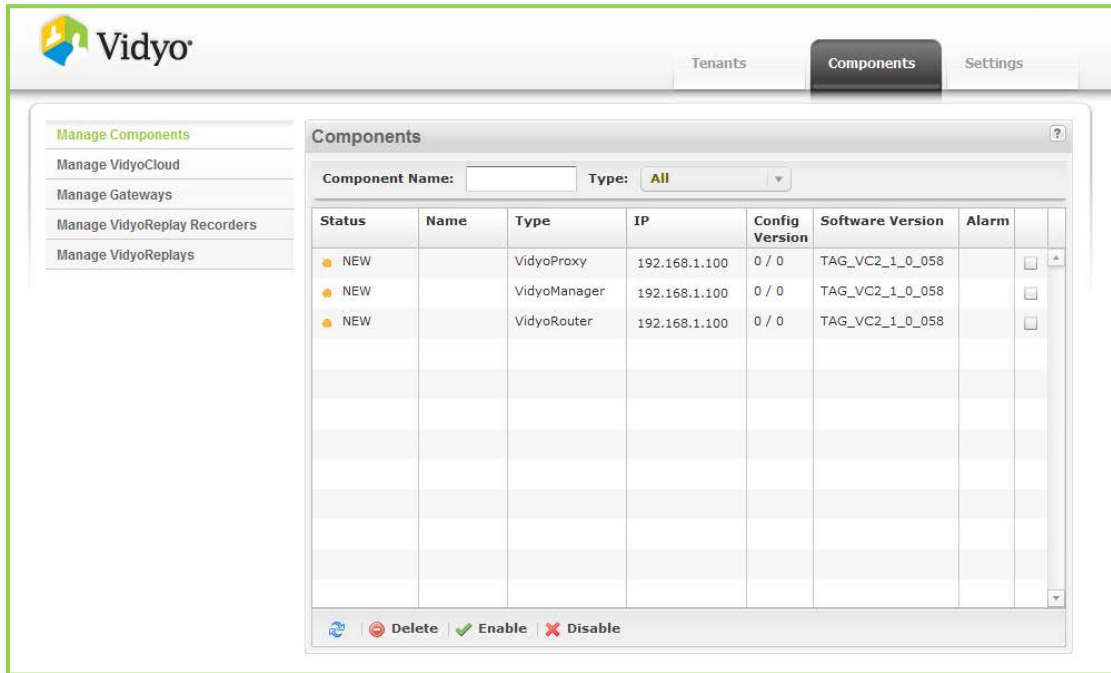 Vidyo
Tenants Components Settings
Manage Components
Manage VidyoCloud
Manage Gateways
Manage VidyoReplay Recorders
Manage VidyoReplays
Components ?
Component Name: Type: All
Status Name Type IP Config Version Software Version Alarm
NEW VidyoProxy 192.168.1.100 0 / 0 TAG_VC2_1_0_058
NEW VidyoManager 192.168.1.100 0 / 0 TAG_VC2_1_0_058
NEW VidyoRouter 192.168.1.100 0 / 0 TAG_VC2_1_0_058
Delete Enable Disable